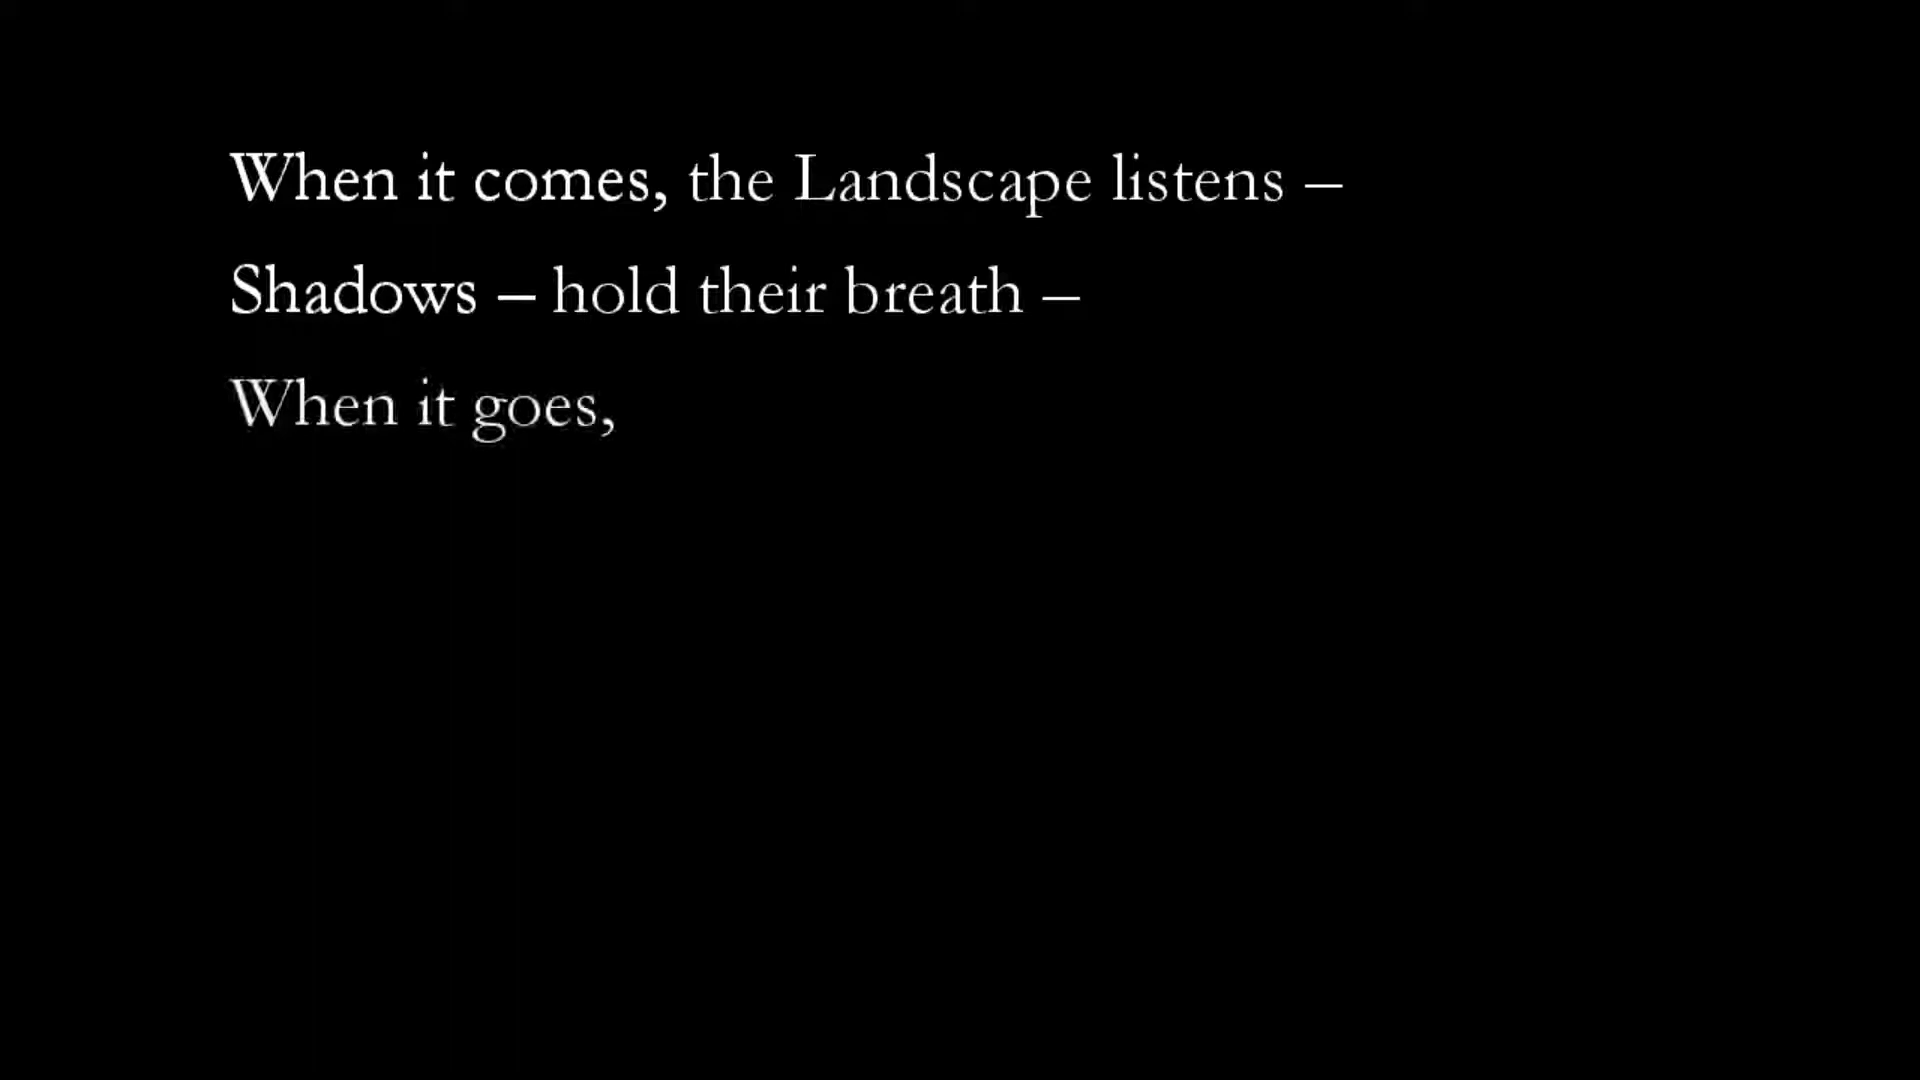 When it comes, the Landscape listens –
Shadows – hold their breath –
When it goes,